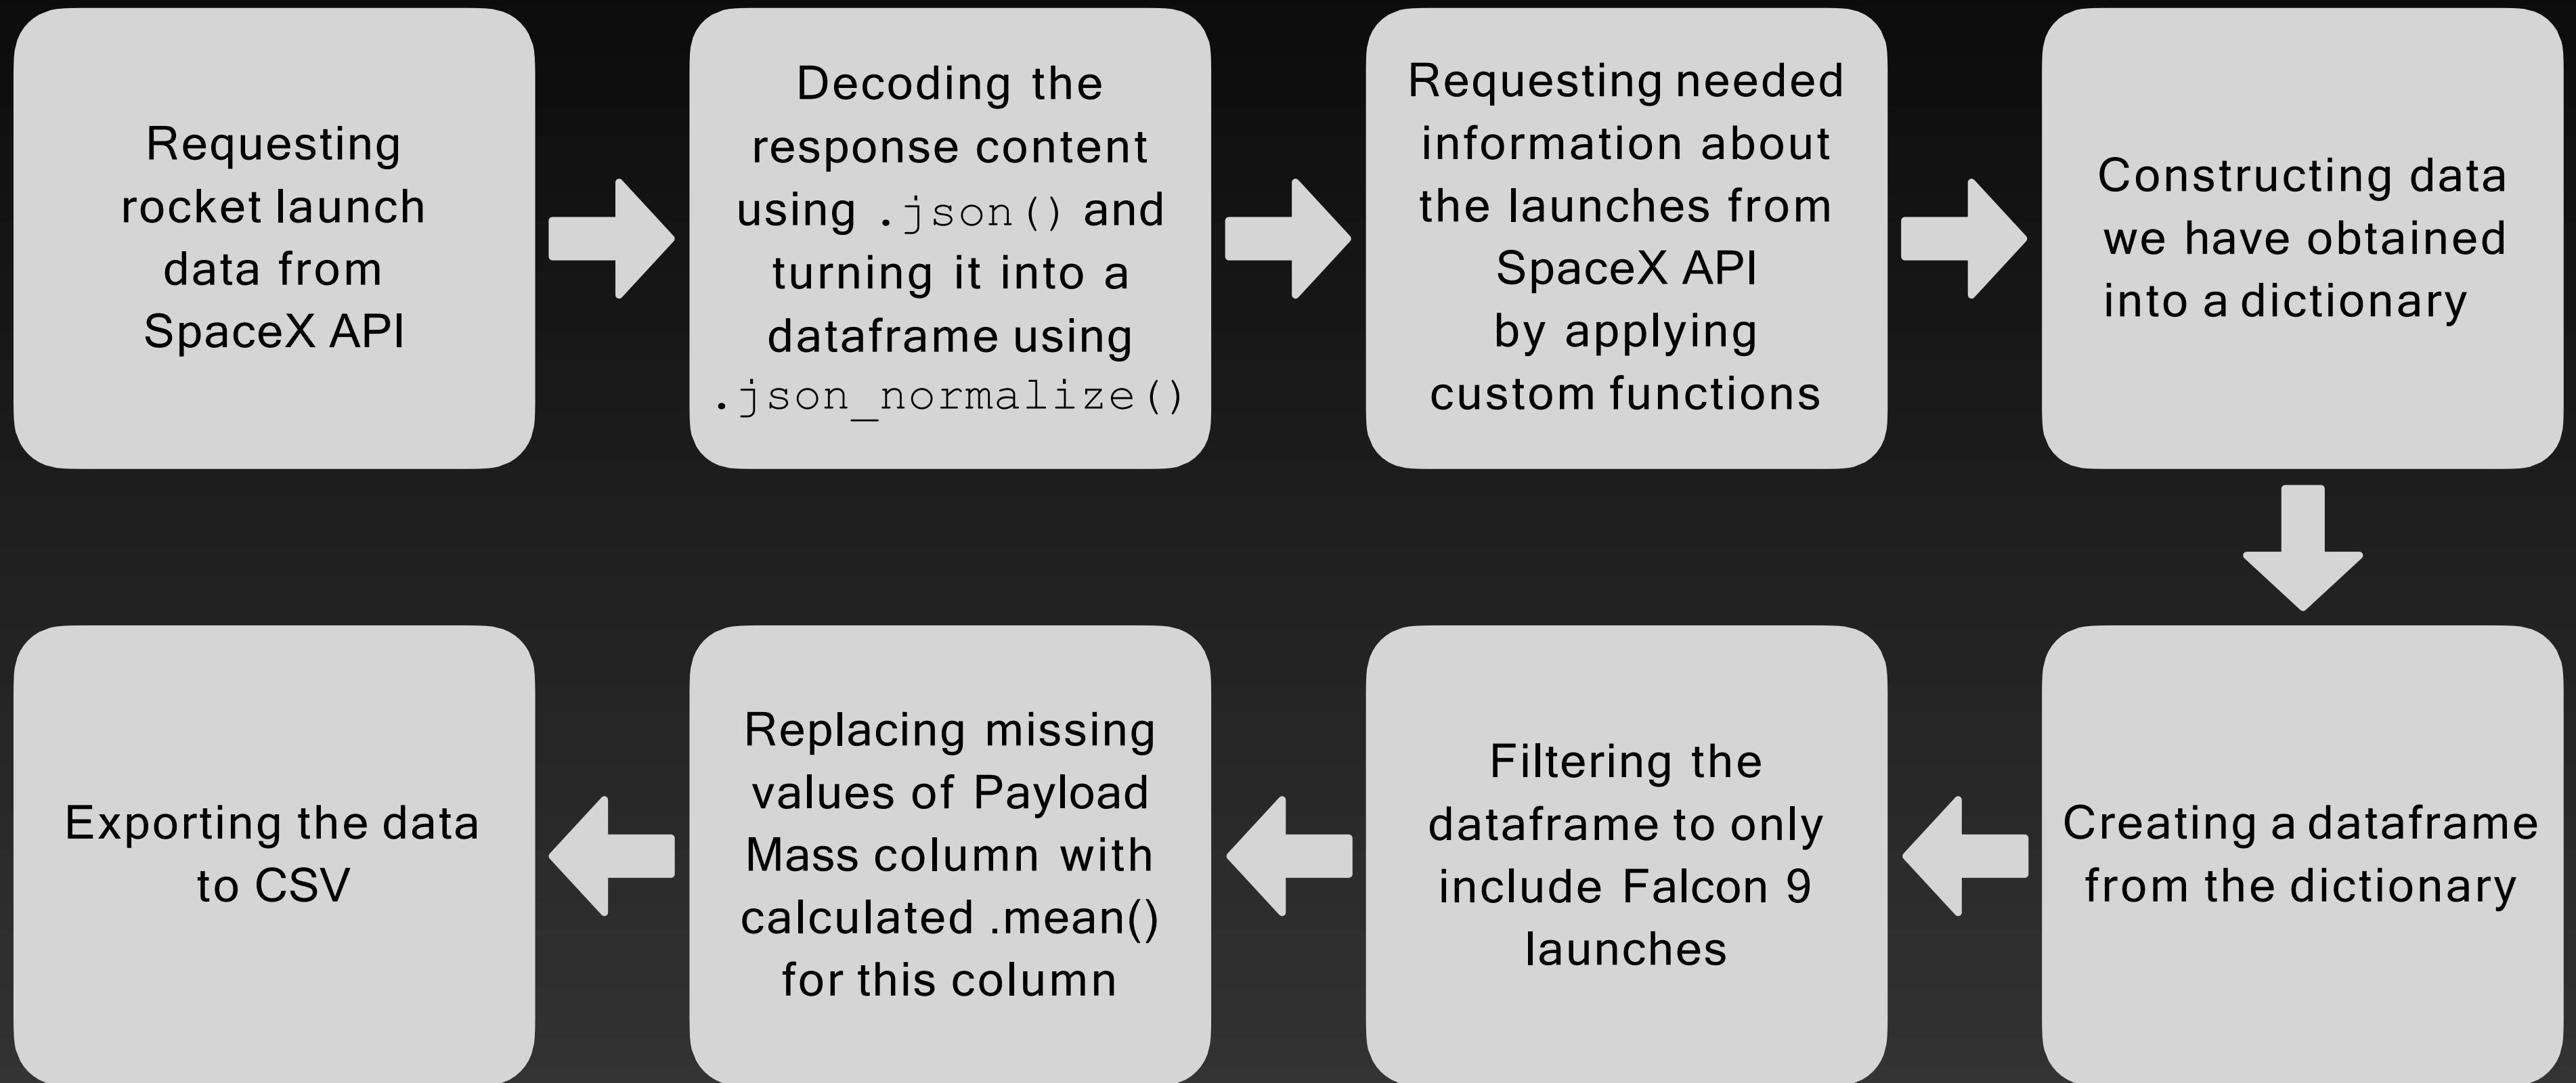 Requesting
rocket launch
data from
SpaceX API
Decoding the
response content
using .json() and
turning it into a
dataframe using
.json_normalize()
Requesting needed
information about
the launches from
SpaceX API
by applying
custom functions
Constructing data
we have obtained
into a dictionary
Creating a dataframe
from the dictionary
Filtering the
dataframe to only
include Falcon 9
launches
Replacing missing
values of Payload
Mass column with
calculated .mean()
for this column
Exporting the data
to CSV